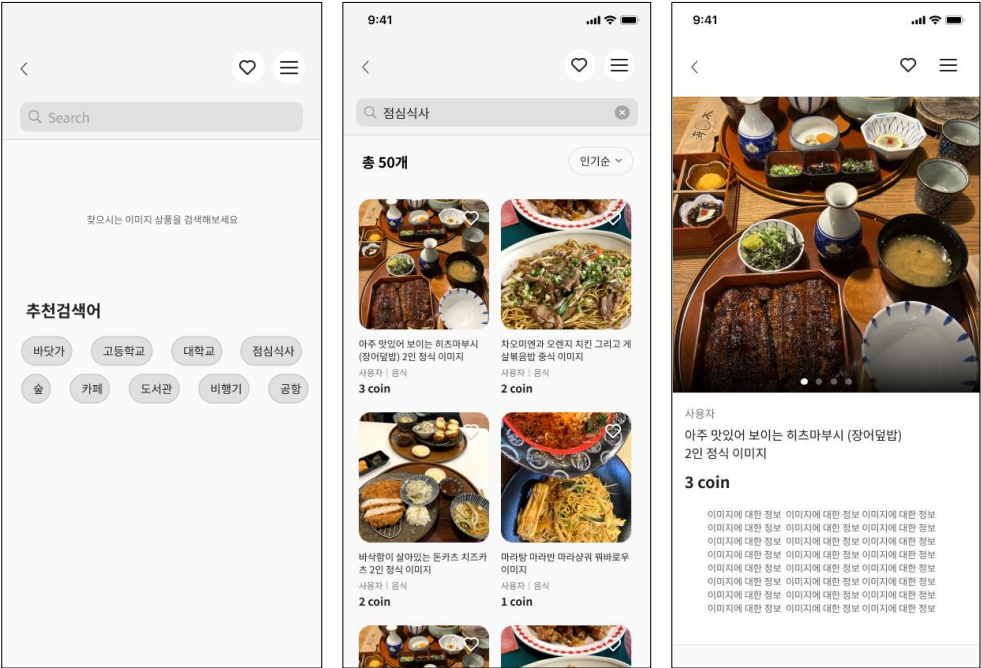 Search
찾으시는 이미지 상품을 검색해보세요
추천검색어
바닷가 고등학교 대학교 점심식사
숲 카페 도서관 비행기 공항
9:41
점심식사
총 50개
인기순
아주 맛있어 보이는 히츠마부시
(장어덮밥) 2인 정식 이미지
사용자 | 음식
3 coin
차오미엔과 오렌지 치킨 그리고 게
살볶음밥 중식 이미지
사용자 | 음식
2 coin
바삭함이 살아있는 돈카츠 치즈카
츠 2인 정식 이미지
사용자 | 음식
2 coin
마라탕 마라반 마라샹궈 꿔바로우
이미지
사용자 | 음식
1 coin
9:41
사용자
아주 맛있어 보이는 히츠마부시 (장어덮밥)
2인 정식 이미지
3 coin
이미지에 대한 정보 이미지에 대한 정보 이미지에 대한 정보
이미지에 대한 정보 이미지에 대한 정보 이미지에 대한 정보
이미지에 대한 정보 이미지에 대한 정보 이미지에 대한 정보
이미지에 대한 정보 이미지에 대한 정보 이미지에 대한 정보
이미지에 대한 정보 이미지에 대한 정보 이미지에 대한 정보
이미지에 대한 정보 이미지에 대한 정보 이미지에 대한 정보
이미지에 대한 정보 이미지에 대한 정보 이미지에 대한 정보
이미지에 대한 정보 이미지에 대한 정보 이미지에 대한 정보